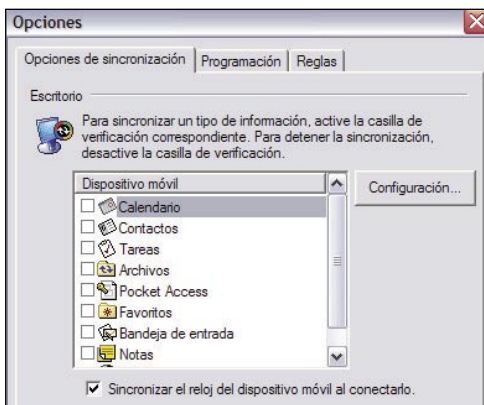 Opciones
Opciones de sincronización Programación Reglas
Escritorio
Para sincronizar un tipo de información, active la casilla de
verificación correspondiente. Para detener la sincronización,
desactive la casilla de verificación.
Dispositivo móvil
Configuración...
Calendario
Contactos
Tareas
Archivos
Pocket Access
Favoritos
Bandeja de entrada
Notas
Sincronizar el reloj del dispositivo móvil al conectarlo.